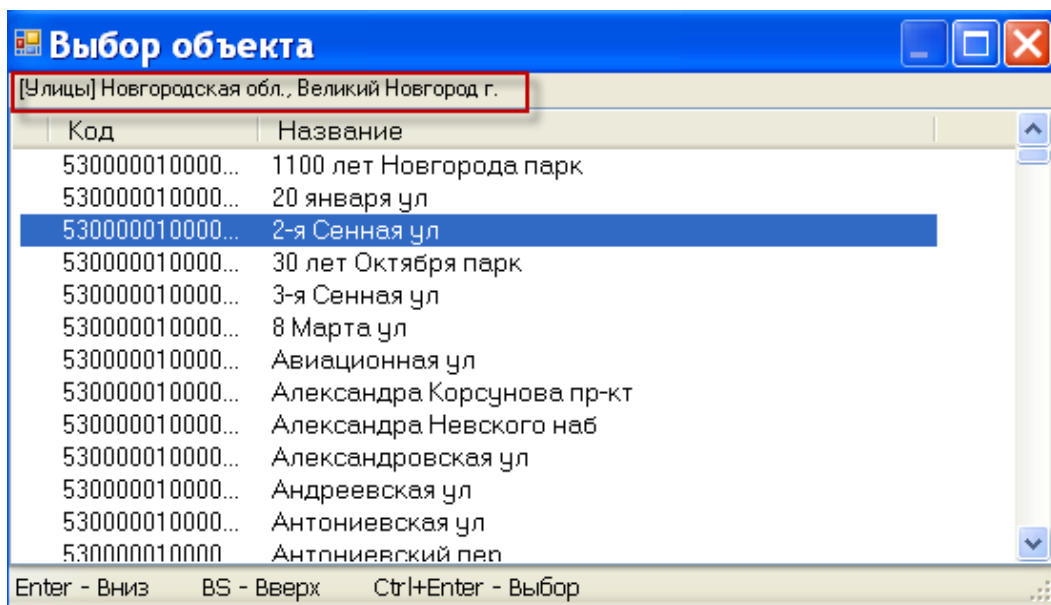 Выбор объекта
[Улицы] Новгородская обл., Великий Новгород г.
Код Название
530000010000... 1100 лет Новгорода парк
530000010000... 20 января ул
530000010000... 2-я Сенная ул
530000010000... 30 лет Октября парк
530000010000... 3-я Сенная ул
530000010000... 8 Марта ул
530000010000... Авиационная ул
530000010000... Александра Корсунова пр-кт
530000010000... Александра Невского наб
530000010000... Александровская ул
530000010000... Андреевская ул
530000010000... Антониевская ул
530000010000... Антониевский пер
Enter - Вниз BS - Вверх Ctrl+Enter - Выбор